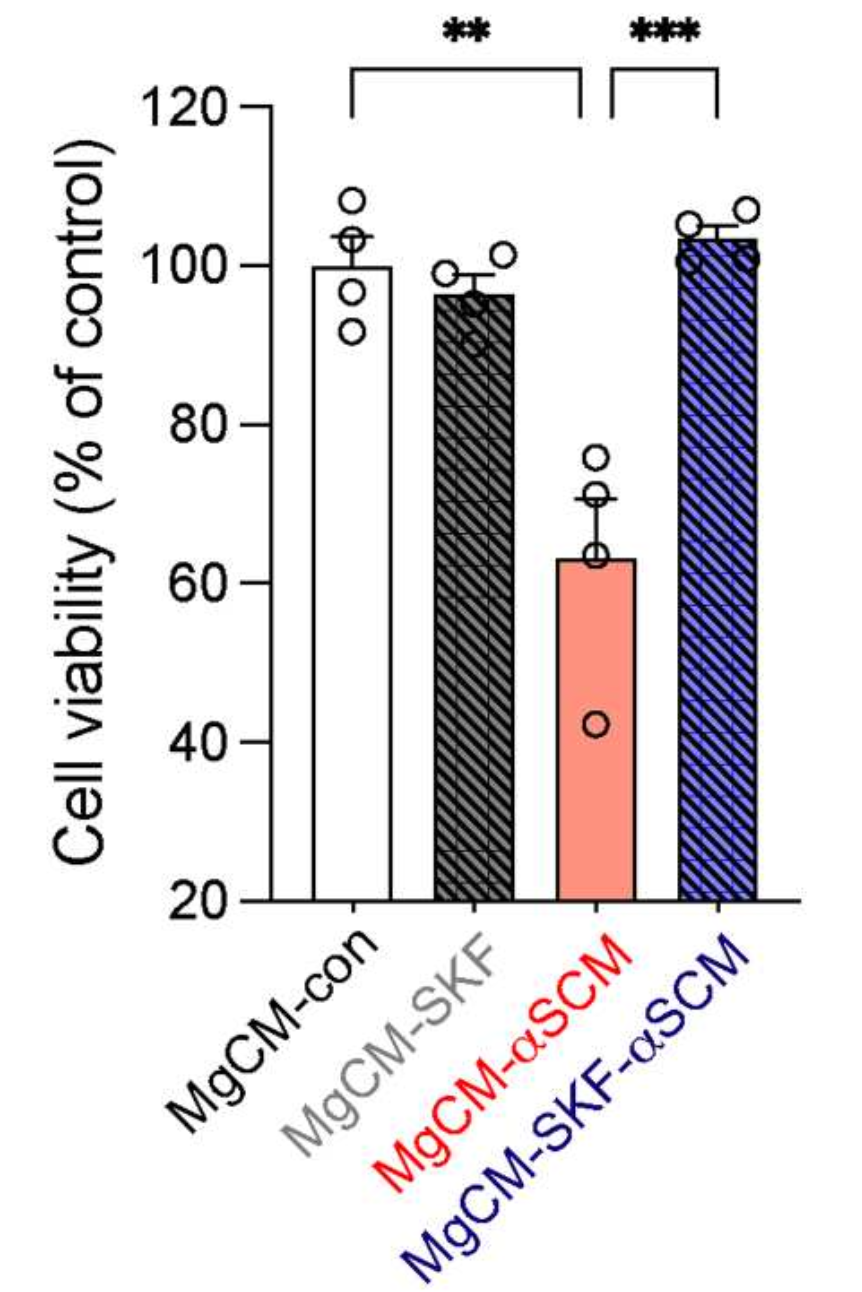 ** ***
120
100
80
60
40
20
Cell viability (% of control)
MgCM-con
MgCM-SKF
MgCM-αSCM
MgCM-SKF-αSCM